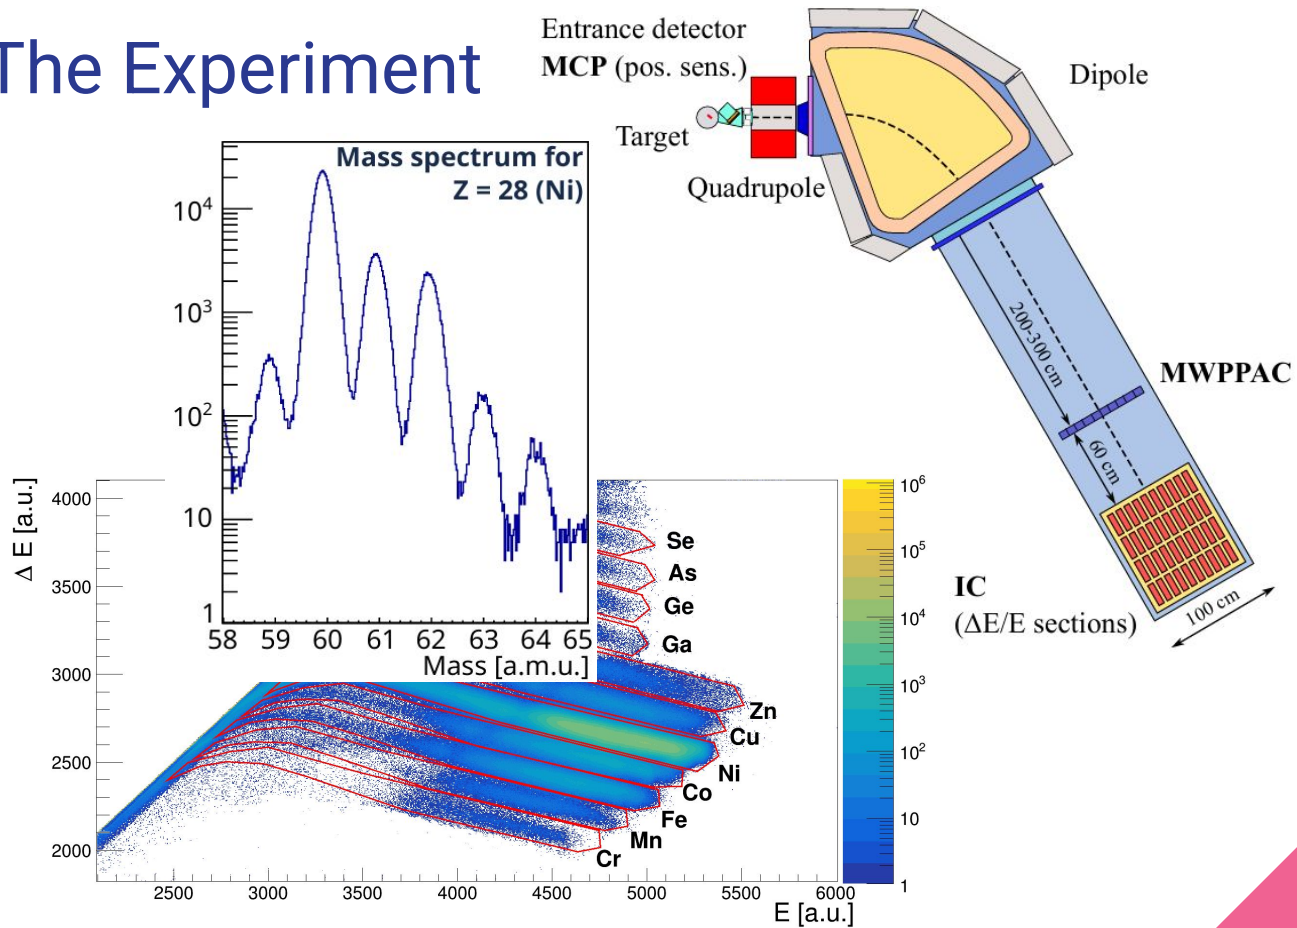 The Experiment
Entrance detector
MCP (pos. sens.)
Target
Quadrupole
Dipole
200-300 cm
MWPPAC
60 cm
IC
(ΔE/E sections)
100 cm
Mass spectrum for
Z = 28 (Ni)
10⁴
10³
10²
10
1
58 59 60 61 62 63 64 65
Mass [a.m.u.]
Δ E [a.u.]
4000
3500
3000
2500
2000
Se
As
Ge
Ga
Zn
Cu
Ni
Co
Fe
Mn
Cr
2500 3000 3500 4000 4500 5000 5500 6000
E [a.u.]
10⁶
10⁵
10⁴
10³
10²
10
1